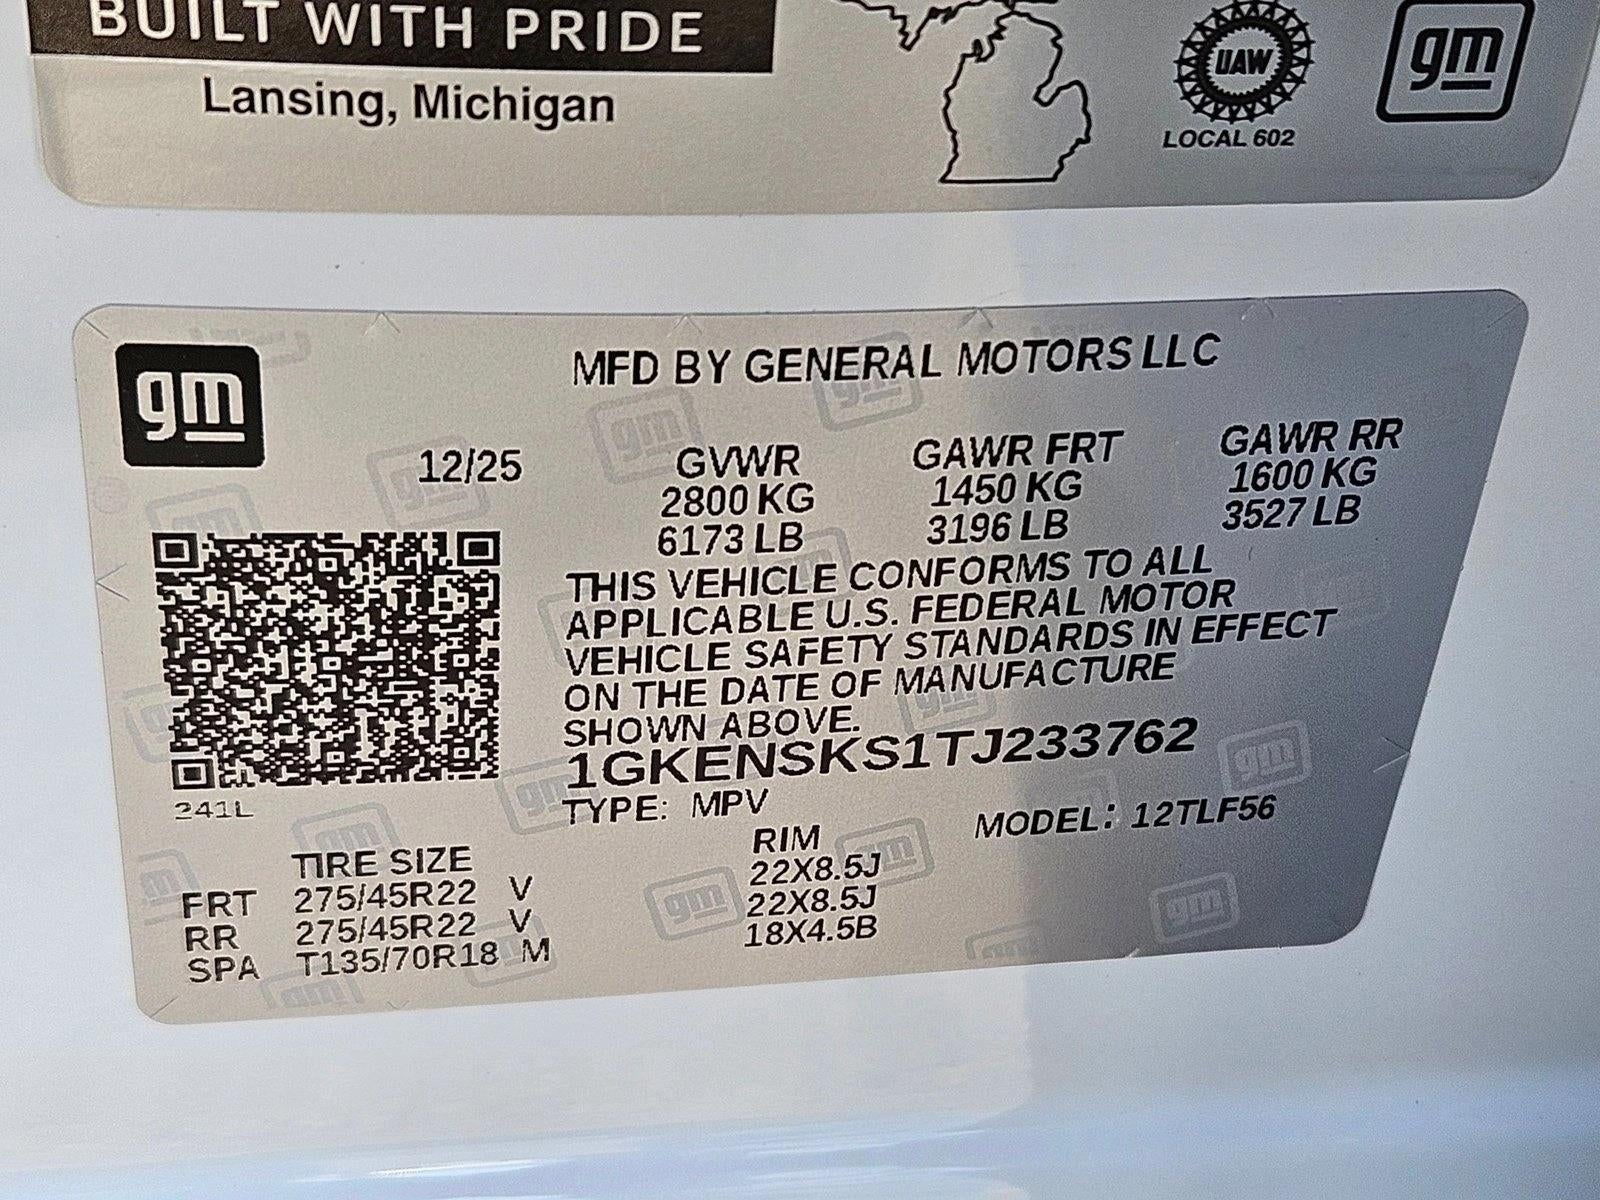 BUILT WITH PRIDE
Lansing, Michigan
UAW
LOCAL 602
gm
gm
MFD BY GENERAL MOTORS LLC
12/25
GVWR GAWR FRT GAWR RR
2800 KG 1450 KG 1600 KG
6173 LB 3196 LB 3527 LB
THIS VEHICLE CONFORMS TO ALL
APPLICABLE U.S. FEDERAL MOTOR
VEHICLE SAFETY STANDARDS IN EFFECT
ON THE DATE OF MANUFACTURE
SHOWN ABOVE.
1GKENSKS1TJ233762
241L
TYPE: MPV MODEL: 12TLF56
TIRE SIZE RIM
FRT 275/45R22 V 22X8.5J
RR 275/45R22 V 22X8.5J
SPA T135/70R18 M 18X4.5B